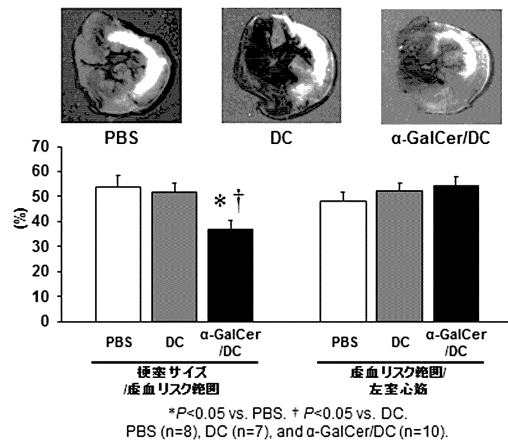 PBS DC α-GalCer/DC
70
60
50
40
30
20
10
0
(%)
* †
PBS DC α-GalCer/DC PBS DC α-GalCer/DC
梗塞サイズ/虚血リスク範囲
虚血リスク範囲/左室心筋
*P<0.05 vs. PBS. † P<0.05 vs. DC.
PBS (n=8), DC (n=7), and α-GalCer/DC (n=10).